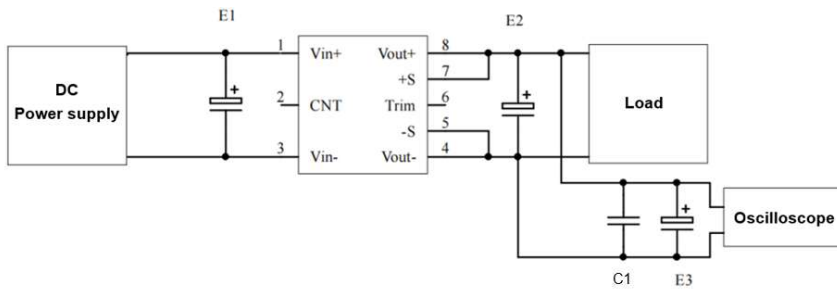 E1
E2
DC
Power supply
1
Vin+
Vout+
8
+S
7
2
CNT
Trim
6
-S
5
3
Vin-
Vout-
4
+
+
Load
+
Oscilloscope
C1
E3